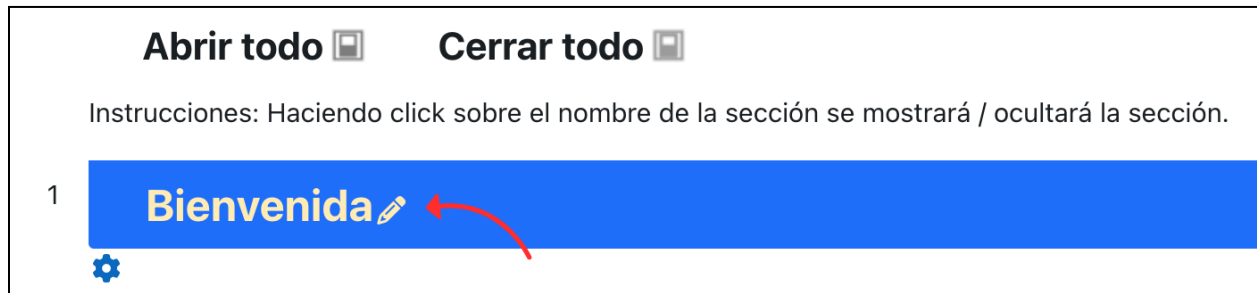 Abrir todo Cerrar todo
Instrucciones: Haciendo click sobre el nombre de la sección se mostrará / ocultará la sección.
1
Bienvenida